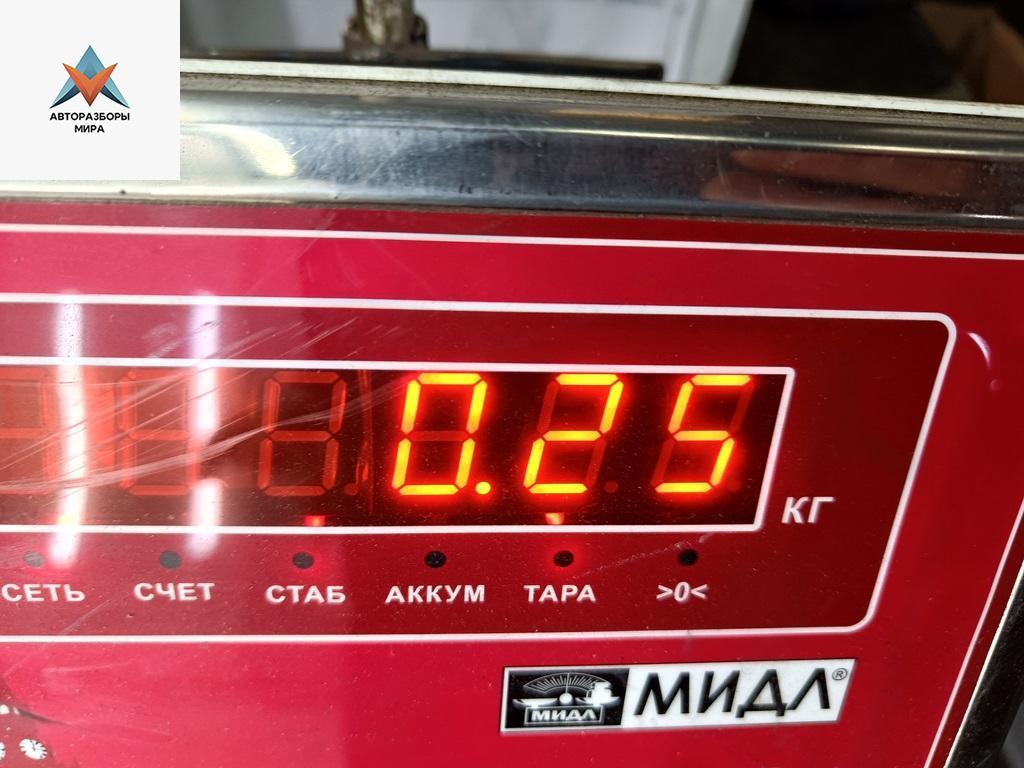 АВТОРАЗБОРЫ
МИРА
0.25
КГ
СЕТЬ СЧЕТ СТАБ АККУМ ТАРА >0<
МИДЛ МИДЛ®